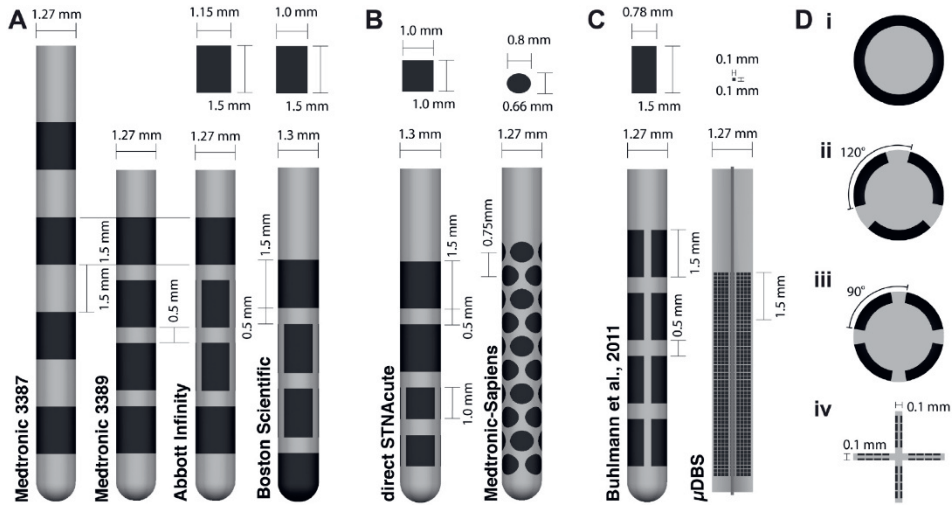 A
1.27 mm
1.15 mm
1.0 mm
1.5 mm
1.5 mm
1.27 mm
1.27 mm
1.3 mm
1.5 mm
1.5 mm
0.5 mm
1.5 mm
0.5 mm
Medtronic 3387
Medtronic 3389
Abbott Infinity
Boston Scientific
B
1.0 mm
0.8 mm
1.0 mm
0.66 mm
1.3 mm
1.27 mm
1.5 mm
0.75mm
0.5 mm
1.0 mm
direct STNAcute
Medtronic-Sapiens
C
0.78 mm
0.1 mm
1.5 mm
0.1 mm
1.27 mm
1.27 mm
1.5 mm
0.5 mm
1.5 mm
Buhlmann et al., 2011
µDBS
D
i
ii
120°
iii
90°
iv
0.1 mm
0.1 mm